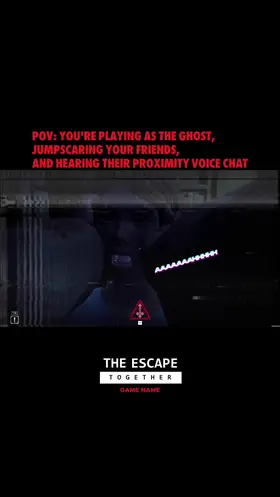 POV: YOU'RE PLAYING AS THE GHOST,
JUMPSCARING YOUR FRIENDS,
AND HEARING THEIR PROXIMITY VOICE CHAT
AAAAAAAHHHHH
THE ESCAPE
TOGETHER
GAME NAME